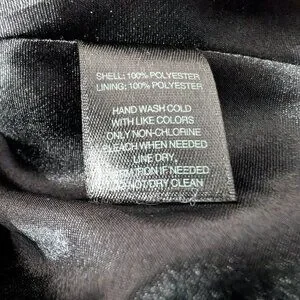 SHELL: 100% POLYESTER
LINING: 100% POLYESTER
HAND WASH COLD
WITH LIKE COLORS
ONLY NON-CHLORINE
BLEACH WHEN NEEDED
LINE DRY,
IF NEEDED
DO NOT DRY CLEAN